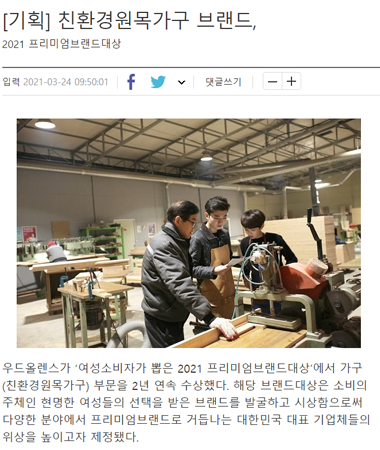 [기획] 친환경원목가구 브랜드,
2021 프리미엄브랜드대상
입력 2021-03-24 09:50:01
댓글쓰기
우드올렌스가 '여성소비자가 뽑은 2021 프리미엄브랜드대상'에서 가구
(친환경원목가구) 부문을 2년 연속 수상했다. 해당 브랜드대상은 소비의
주체인 현명한 여성들의 선택을 받은 브랜드를 발굴하고 시상함으로써
다양한 분야에서 프리미엄브랜드로 거듭나는 대한민국 대표 기업체들의
위상을 높이고자 제정됐다.